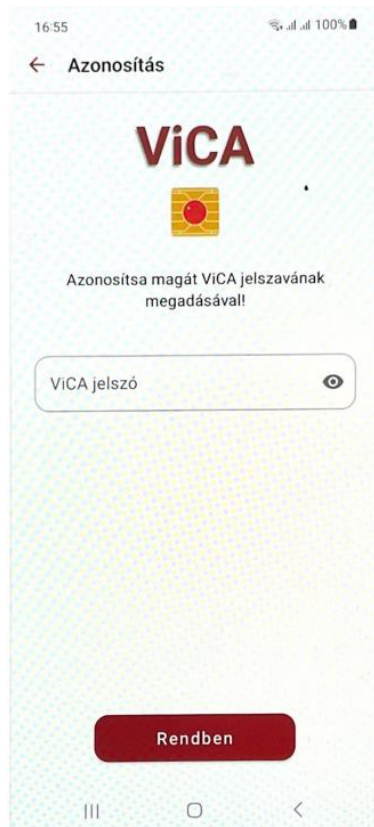 16:55
100%
Azonosítás
ViCA
Azonosítsa magát ViCA jelszavának
megadásával!
ViCA jelszó
Rendben